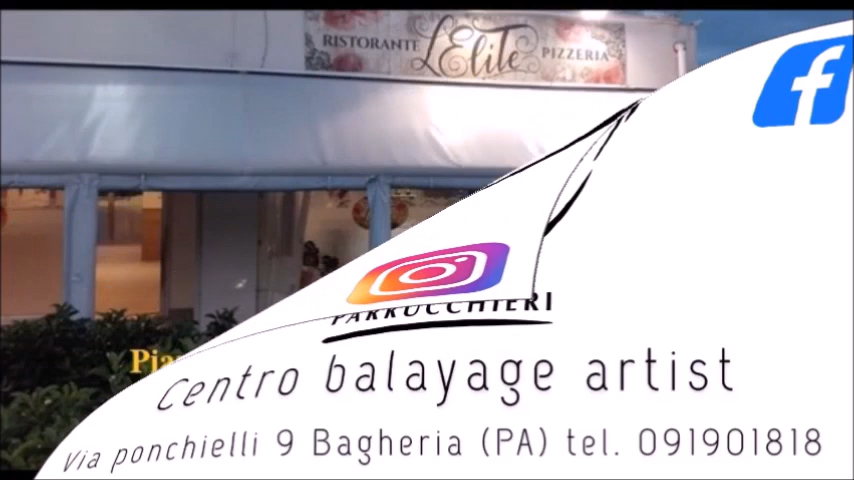 RISTORANTE L'Elite PIZZERIA
PARRUCCHIERI
Centro balayage artist
Via ponchielli 9 Bagheria (PA) tel. 091901818